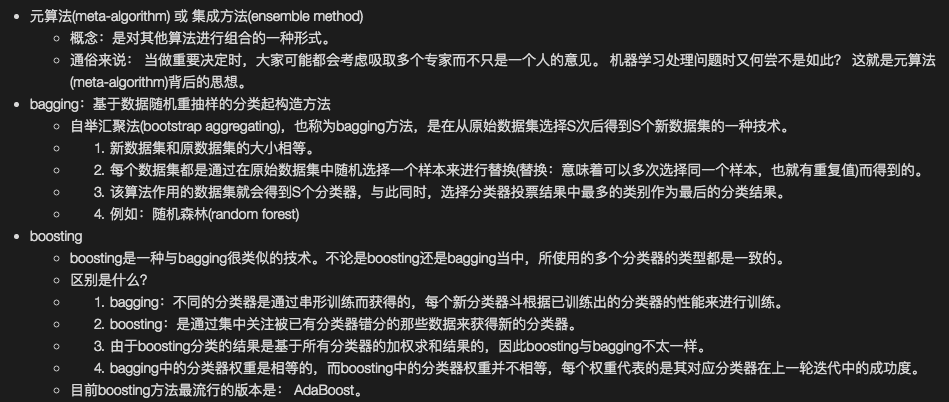 元算法(meta-algorithm) 或 集成方法(ensemble method)
概念：是对其他算法进行组合的一种形式。
通俗来说： 当做重要决定时，大家可能都会考虑吸取多个专家而不只是一个人的意见。 机器学习处理问题时又何尝不是如此？ 这就是元算法
(meta-algorithm)背后的思想。
bagging：基于数据随机重抽样的分类起构造方法
自举汇聚法(bootstrap aggregating)，也称为bagging方法，是在从原始数据集选择S次后得到S个新数据集的一种技术。
1. 新数据集和原数据集的大小相等。
2. 每个数据集都是通过在原始数据集中随机选择一个样本来进行替换(替换：意味着可以多次选择同一个样本，也就有重复值)而得到的。
3. 该算法作用的数据集就会得到S个分类器，与此同时，选择分类器投票结果中最多的类别作为最后的分类结果。
4. 例如：随机森林(random forest)
boosting
boosting是一种与bagging很类似的技术。不论是boosting还是bagging当中，所使用的多个分类器的类型都是一致的。
区别是什么?
1. bagging：不同的分类器是通过串形训练而获得的，每个新分类器斗根据已训练出的分类器的性能来进行训练。
2. boosting：是通过集中关注被已有分类器错分的那些数据来获得新的分类器。
3. 由于boosting分类的结果是基于所有分类器的加权求和结果的，因此boosting与bagging不太一样。
4. bagging中的分类器权重是相等的，而boosting中的分类器权重并不相等，每个权重代表的是其对应分类器在上一轮迭代中的成功度。
目前boosting方法最流行的版本是： AdaBoost。